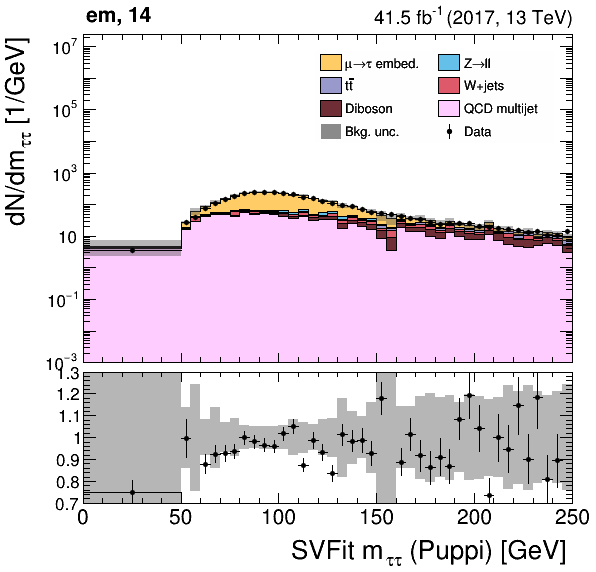 em, 14
41.5 fb⁻¹ (2017, 13 TeV)
dN/dm_ττ [1/GeV]
10⁷
10⁵
10³
10
10⁻¹
10⁻³
μ→τ embed.
Z→ll
tt̄
W+jets
Diboson
QCD multijet
Bkg. unc.
Data
1.3
1.2
1.1
1
0.9
0.8
0.7
0
50
100
150
200
250
SVFit m_ττ (Puppi) [GeV]